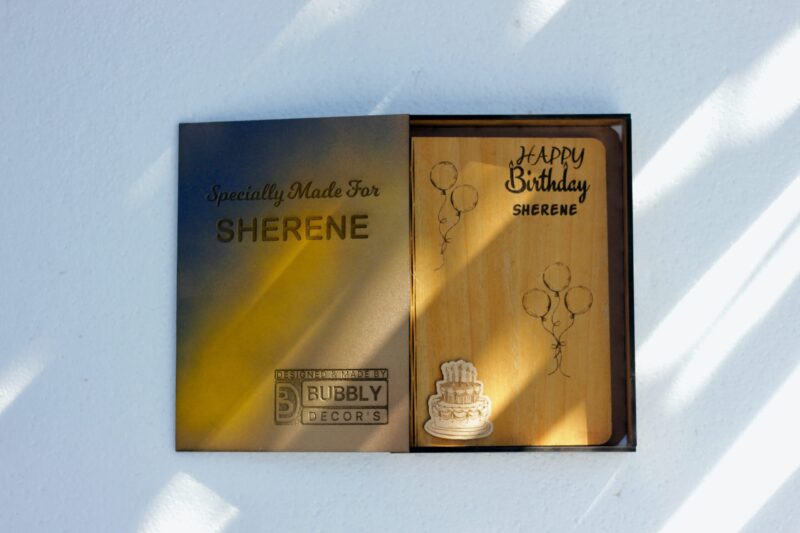 Specially Made For
SHERENE
DESIGNED & MADE BY
B BUBBLY
DECOR'S
HAPPY
Birthday
SHERENE